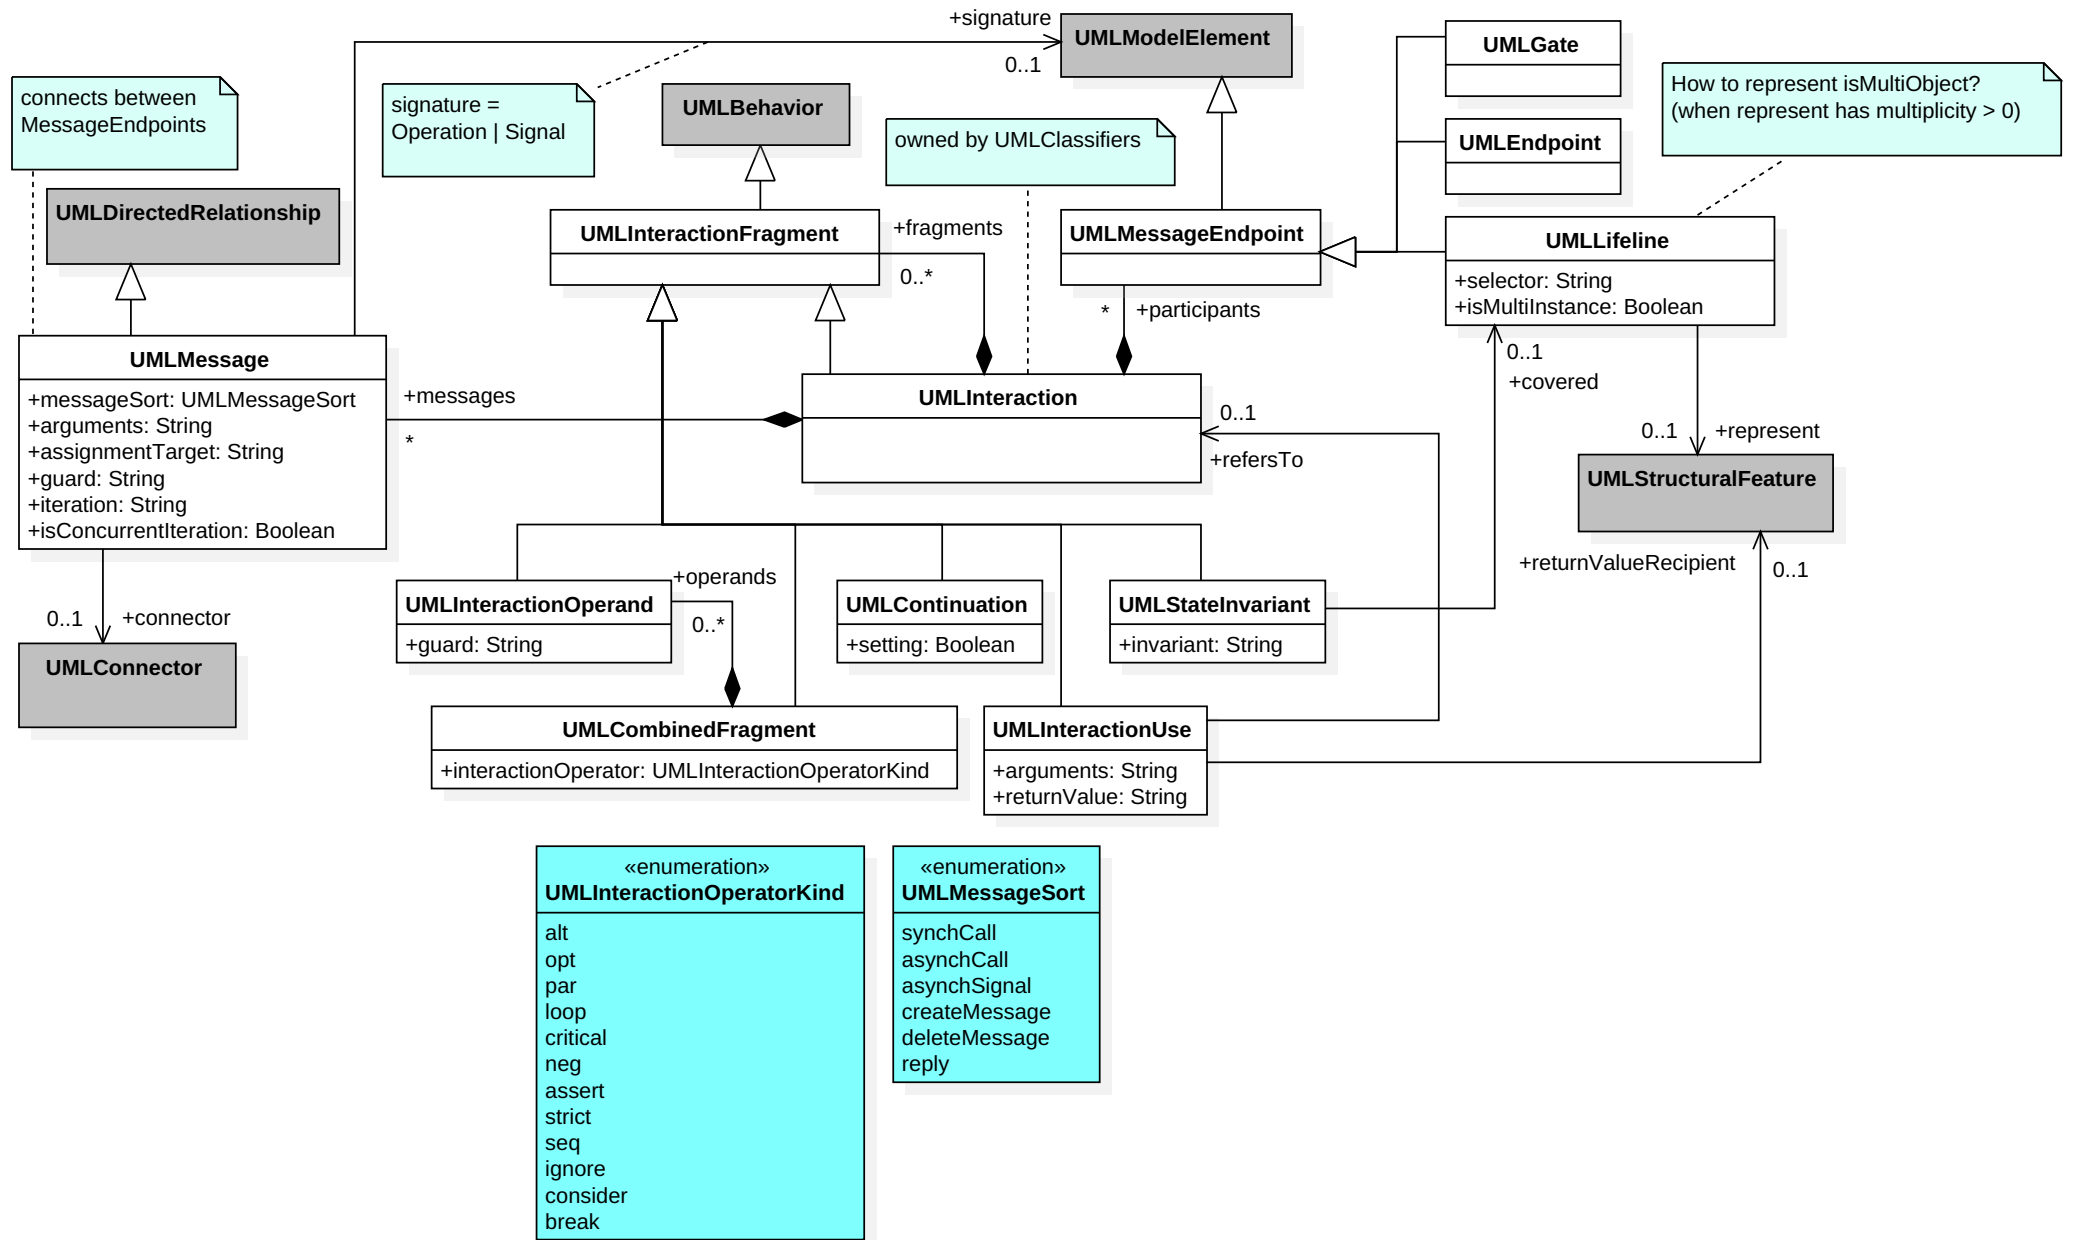 +signature
0..1
UMLModelElement
UMLGate
connects between
MessageEndpoints
signature =
Operation | Signal
UMLBehavior
owned by UMLClassifiers
UMLEndpoint
How to represent isMultiObject?
(when represent has multiplicity > 0)
UMLDirectedRelationship
UMLInteractionFragment
+fragments
0..*
UMLMessageEndpoint
*
+participants
UMLLifeline
+selector: String
+isMultiInstance: Boolean
UMLMessage
+messageSort: UMLMessageSort
+arguments: String
+assignmentTarget: String
+guard: String
+iteration: String
+isConcurrentIteration: Boolean
+messages
*
UMLInteraction
0..1
+refersTo
0..1
+covered
0..1
+represent
UMLStructuralFeature
+returnValueRecipient
0..1
0..1
+connector
UMLConnector
+operands
0..*
UMLInteractionOperand
+guard: String
UMLContinuation
+setting: Boolean
UMLStateInvariant
+invariant: String
UMLCombinedFragment
+interactionOperator: UMLInteractionOperatorKind
UMLInteractionUse
+arguments: String
+returnValue: String
«enumeration»
UMLInteractionOperatorKind
alt
opt
par
loop
critical
neg
assert
strict
seq
ignore
consider
break
«enumeration»
UMLMessageSort
synchCall
asynchCall
asynchSignal
createMessage
deleteMessage
reply